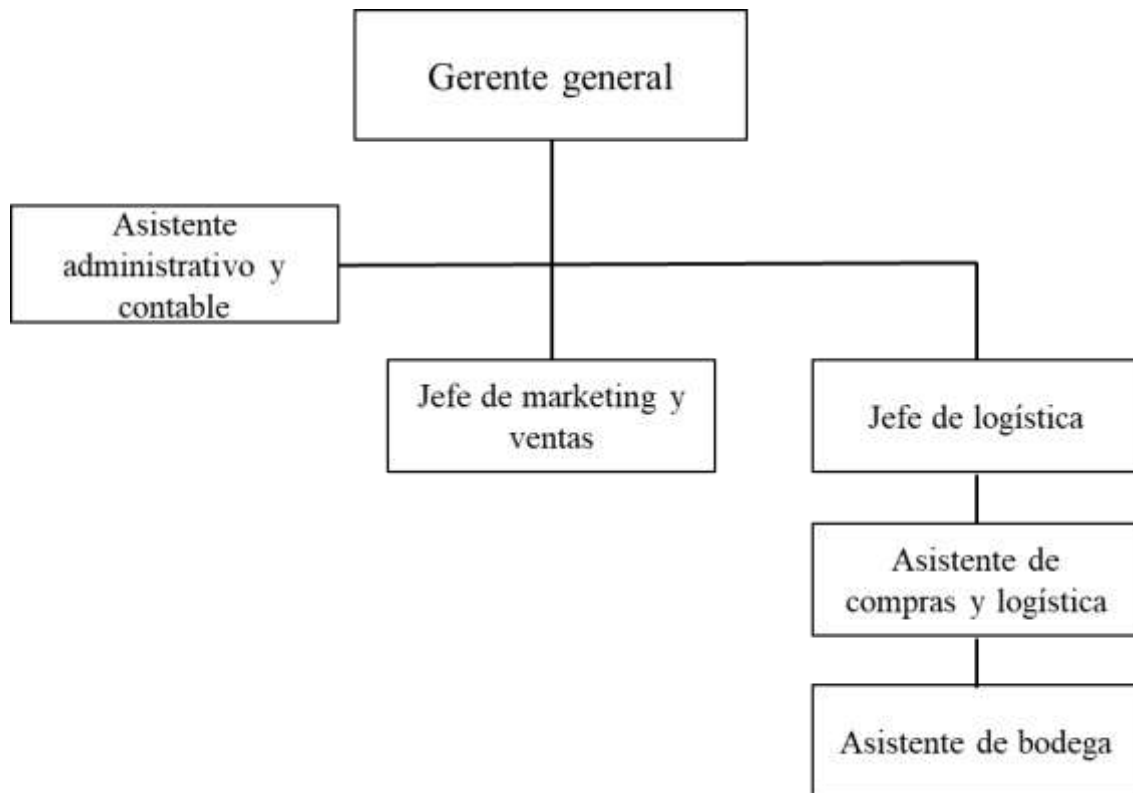 Gerente general
Asistente
administrativo y
contable
Jefe de marketing y
ventas
Jefe de logística
Asistente de
compras y logística
Asistente de bodega